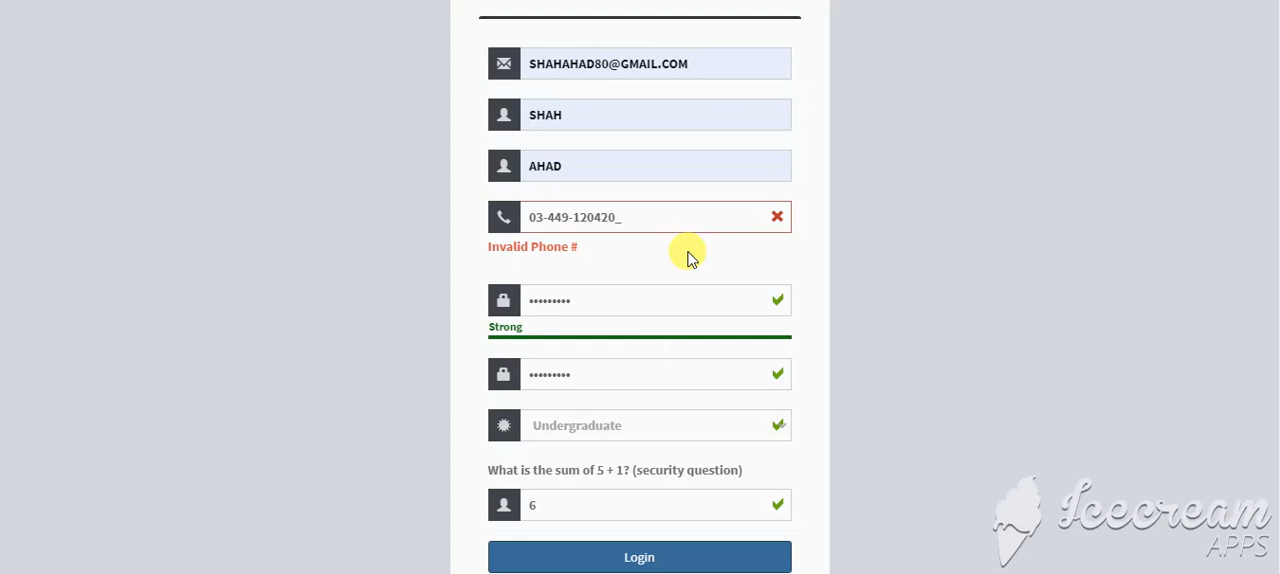 SHAHAHAD80@GMAIL.COM
SHAH
AHAD
03-449-120420_
Invalid Phone #
•••••••••
Strong
•••••••••
Undergraduate
What is the sum of 5 + 1? (security question)
6
Login
Icecream
APPS